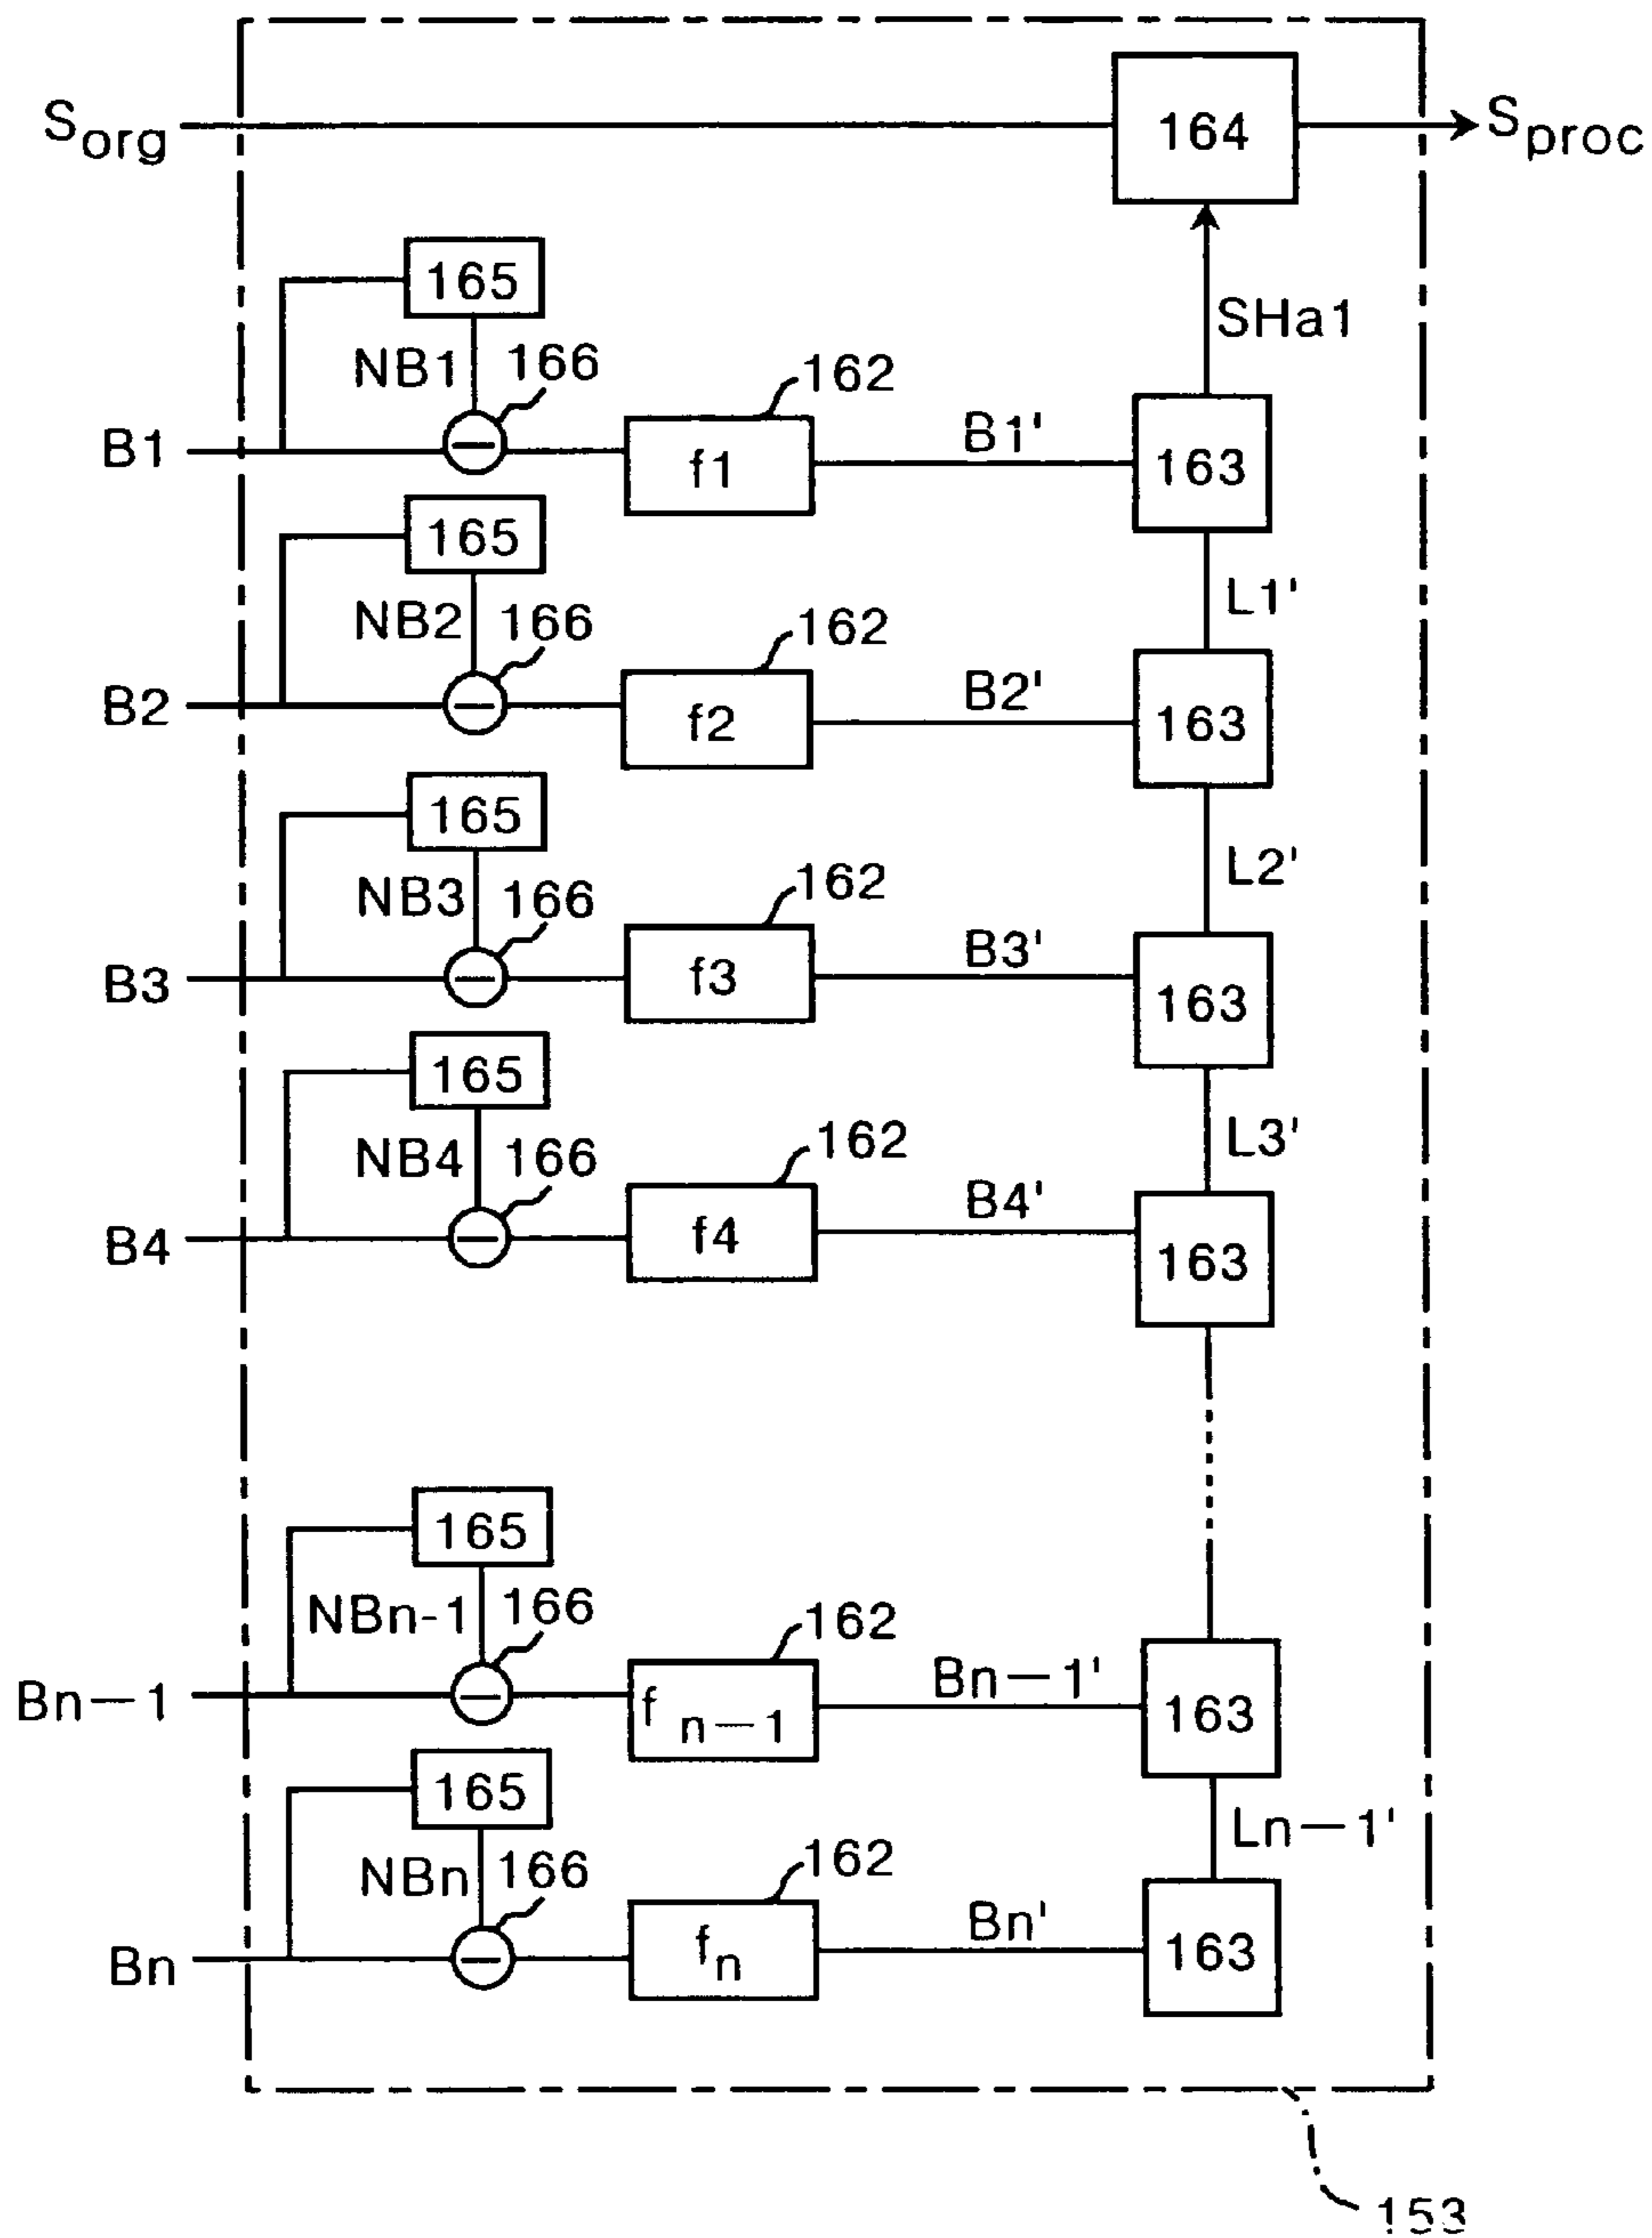 Sorg
164
Sproc
165
SHa1
NB1
166
162
B1
f1
B1'
163
165
L1'
NB2
166
162
B2
f2
B2'
163
165
L2'
NB3
166
162
B3
f3
B3'
163
165
L3'
NB4
166
162
B4
f4
B4'
163
165
NBn-1
166
162
Bn−1
f n−1
Bn−1'
163
165
Ln−1'
NBn
166
162
Bn
fn
Bn'
163
153